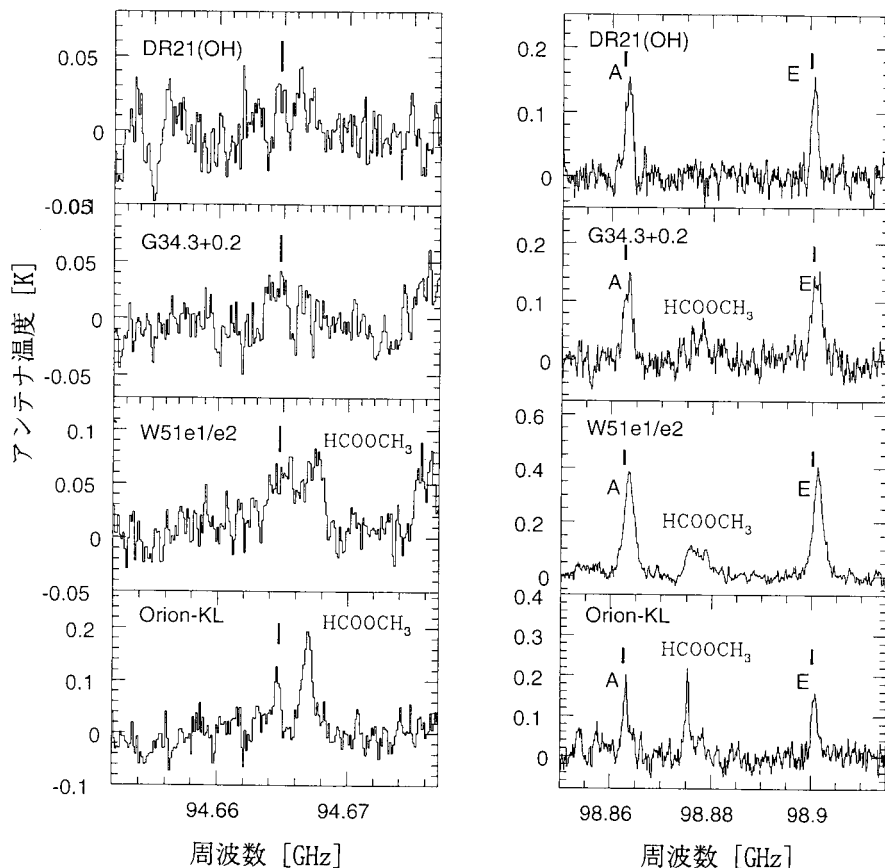 アンテナ温度 [K]
DR21(OH)
0.05
0
-0.05
G34.3+0.2
0.05
0
-0.05
W51e1/e2
HCOOCH₃
0.1
0.05
0
-0.05
Orion-KL
HCOOCH₃
0.2
0.1
0
-0.1
94.66
94.67
周波数 [GHz]
DR21(OH)
A
E
0.2
0.1
0
G34.3+0.2
A
HCOOCH₃
E
0.2
0.1
0
W51e1/e2
A
HCOOCH₃
E
0.6
0.4
0.2
0
Orion-KL
A
HCOOCH₃
E
0.4
0.3
0.2
0.1
0
98.86
98.88
98.9
周波数 [GHz]